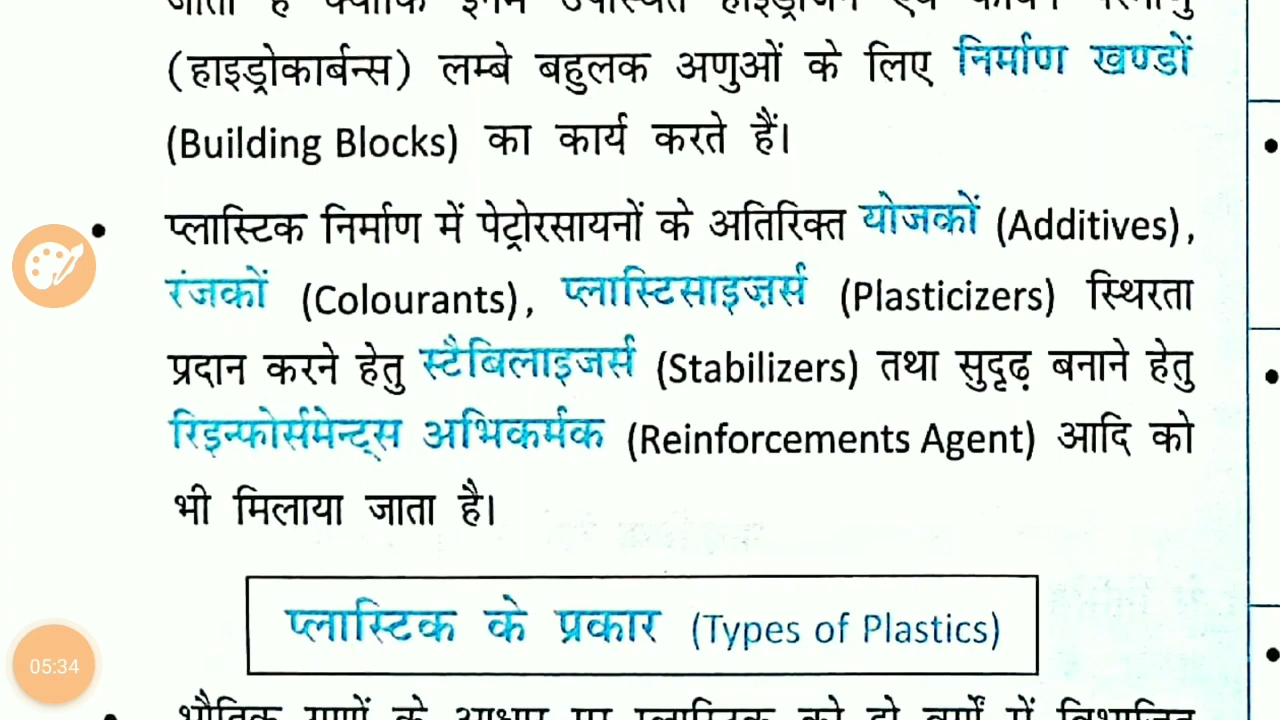 (हाइड्रोकार्बन्स) लम्बे बहुलक अणुओं के लिए निर्माण खण्डों
(Building Blocks) का कार्य करते हैं।
• प्लास्टिक निर्माण में पेट्रोरसायनों के अतिरिक्त योजकों (Additives),
रंजकों (Colourants), प्लास्टिसाइज़र्स (Plasticizers) स्थिरता
प्रदान करने हेतु स्टैबिलाइजर्स (Stabilizers) तथा सुदृढ़ बनाने हेतु
रिइन्फोर्समेन्ट्स अभिकर्मक (Reinforcements Agent) आदि को
भी मिलाया जाता है।
प्लास्टिक के प्रकार (Types of Plastics)
05:34